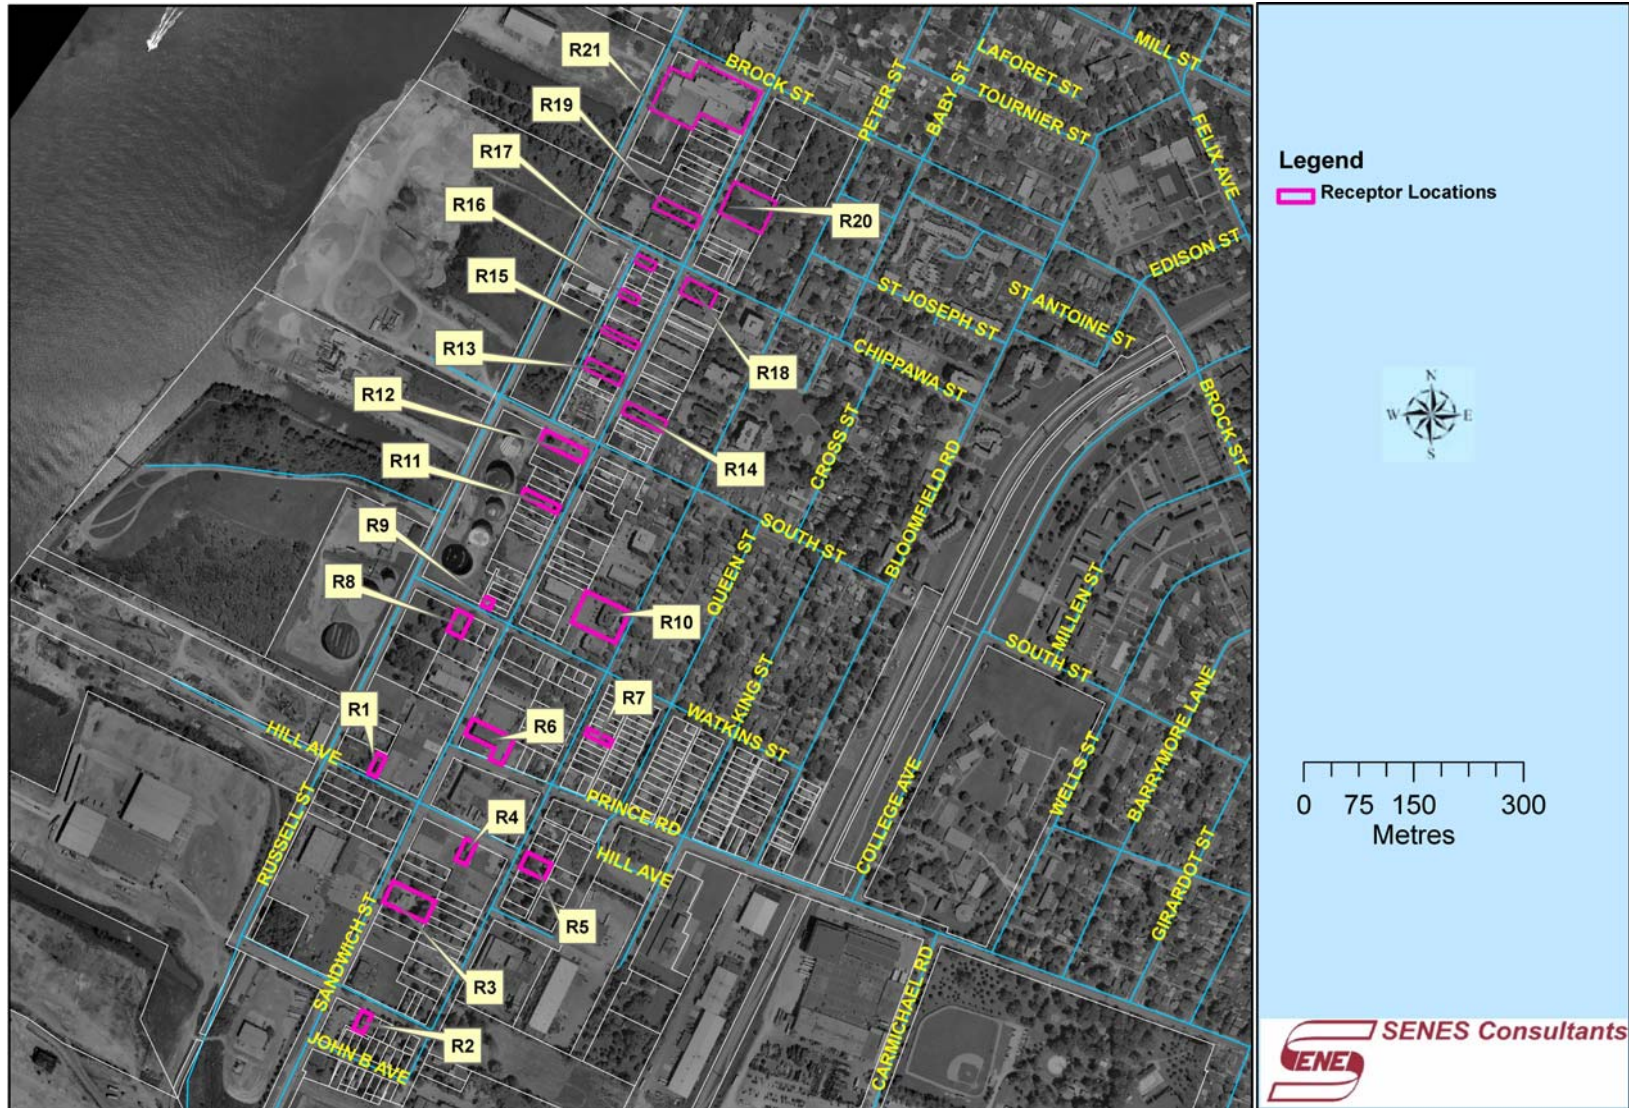 MILL ST
LAFORET ST
R21
BROCK ST
PETER ST
BABY ST
TOURNIER ST
R19
FELIX AVE
R17
R16
R20
EDISON ST
R15
ST JOSEPH ST
ST ANTOINE ST
R13
CHIPPAWA ST
R18
R12
BROCK ST
CROSS ST
R11
R14
BLOOMFIELD RD
SOUTH ST
R9
QUEEN ST
R8
MILLEN ST
R10
SOUTH ST
KING ST
R7
R1
BARRYMORE LANE
HILL AVE
R6
WATKINS ST
WELLS ST
RUSSELL ST
PRINCE RD
R4
COLLEGE AVE
HILL AVE
GIRARDOT ST
R5
SANDWICH ST
R3
CARMICHAEL RD
R2
JOHN B AVE
Legend
Receptor Locations
N
W E
S
0 75 150 300
Metres
SENES Consultants
SENES